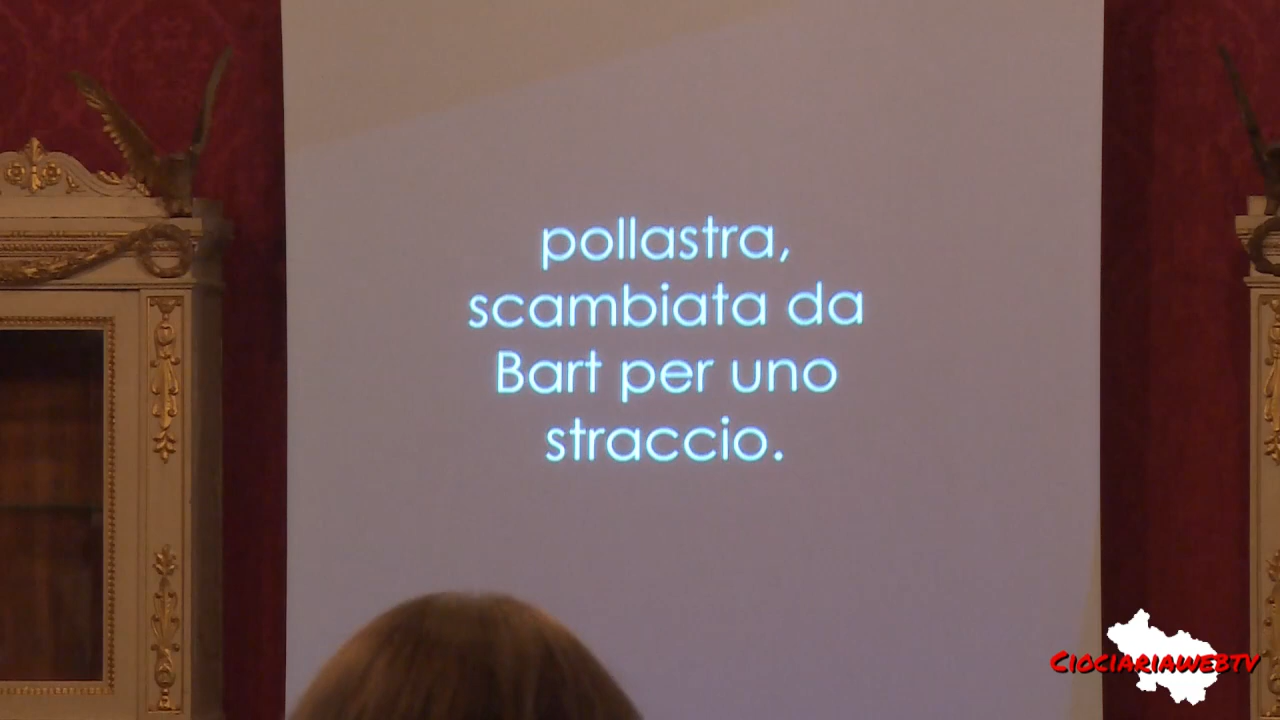 pollastra,
scambiata da
Bart per uno
straccio.
CIOCIARIAWEBTV